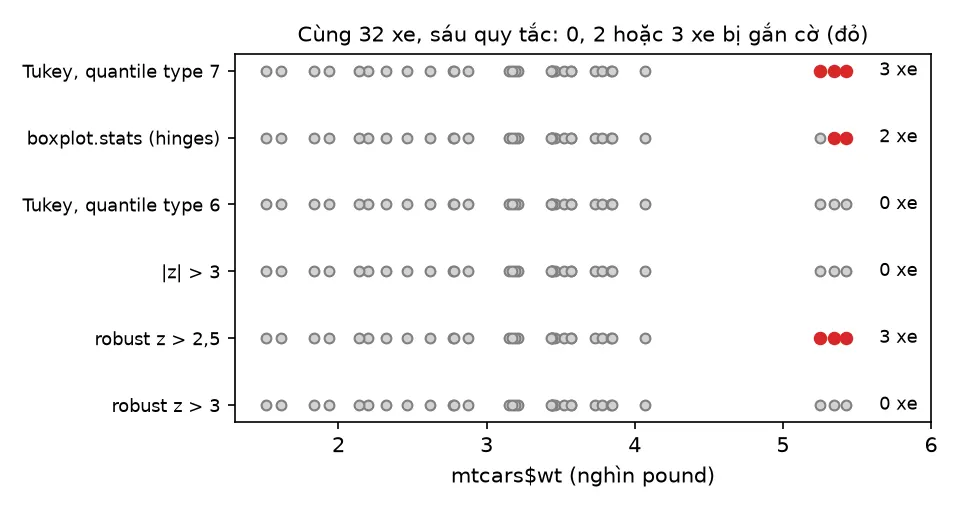 Cùng 32 xe, sáu quy tắc: 0, 2 hoặc 3 xe bị gắn cờ (đỏ)
Tukey, quantile type 7
3 xe
boxplot.stats (hinges)
2 xe
Tukey, quantile type 6
0 xe
|z| > 3
0 xe
robust z > 2,5
3 xe
robust z > 3
0 xe
2 3 4 5 6
mtcars$wt (nghìn pound)